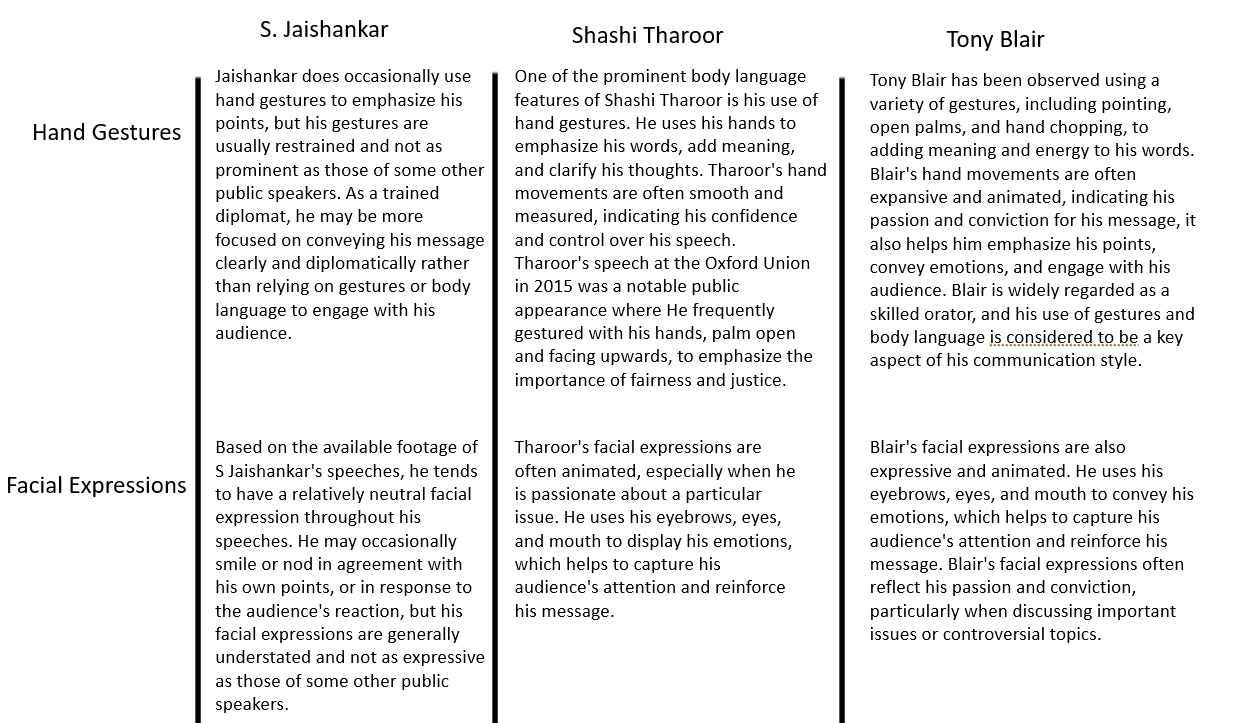 S. Jaishankar
Shashi Tharoor
Tony Blair
Hand Gestures
Jaishankar does occasionally use
hand gestures to emphasize his
points, but his gestures are
usually restrained and not as
prominent as those of some other
public speakers. As a trained
diplomat, he may be more
focused on conveying his message
clearly and diplomatically rather
than relying on gestures or body
language to engage with his
audience.
One of the prominent body language
features of Shashi Tharoor is his use of
hand gestures. He uses his hands to
emphasize his words, add meaning,
and clarify his thoughts. Tharoor's hand
movements are often smooth and
measured, indicating his confidence
and control over his speech.
Tharoor's speech at the Oxford Union
in 2015 was a notable public
appearance where He frequently
gestured with his hands, palm open
and facing upwards, to emphasize the
importance of fairness and justice.
Tony Blair has been observed using a
variety of gestures, including pointing,
open palms, and hand chopping, to
adding meaning and energy to his words.
Blair's hand movements are often
expansive and animated, indicating his
passion and conviction for his message, it
also helps him emphasize his points,
convey emotions, and engage with his
audience. Blair is widely regarded as a
skilled orator, and his use of gestures and
body language is considered to be a key
aspect of his communication style.
Facial Expressions
Based on the available footage of
S Jaishankar's speeches, he tends
to have a relatively neutral facial
expression throughout his
speeches. He may occasionally
smile or nod in agreement with
his own points, or in response to
the audience's reaction, but his
facial expressions are generally
understated and not as expressive
as those of some other public
speakers.
Tharoor's facial expressions are
often animated, especially when he
is passionate about a particular
issue. He uses his eyebrows, eyes,
and mouth to display his emotions,
which helps to capture his
audience's attention and reinforce
his message.
Blair's facial expressions are also
expressive and animated. He uses his
eyebrows, eyes, and mouth to convey his
emotions, which helps to capture his
audience's attention and reinforce his
message. Blair's facial expressions often
reflect his passion and conviction,
particularly when discussing important
issues or controversial topics.